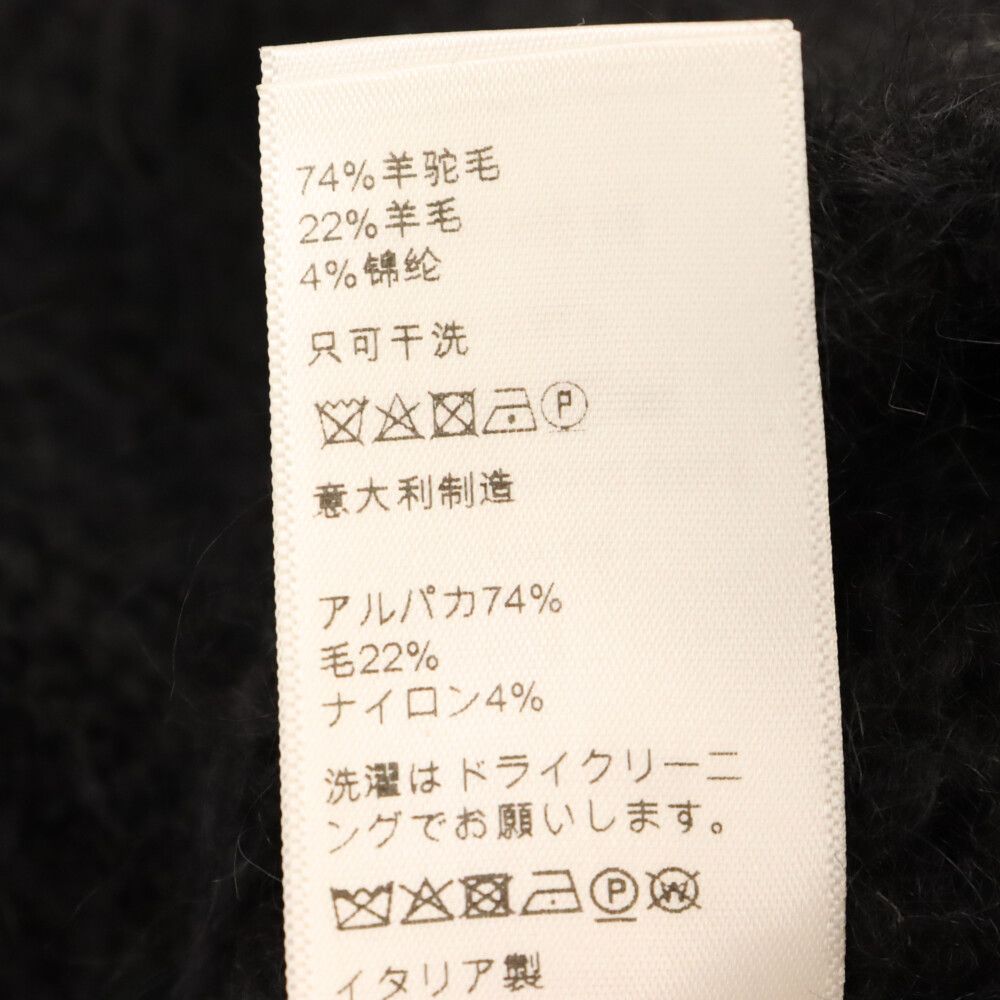 74%羊驼毛
22%羊毛
4%锦纶
只可干洗
P
意大利制造
アルパカ74%
毛22%
ナイロン4%
洗濯はドライクリーニ
ングでお願いします。
P W
イタリア製